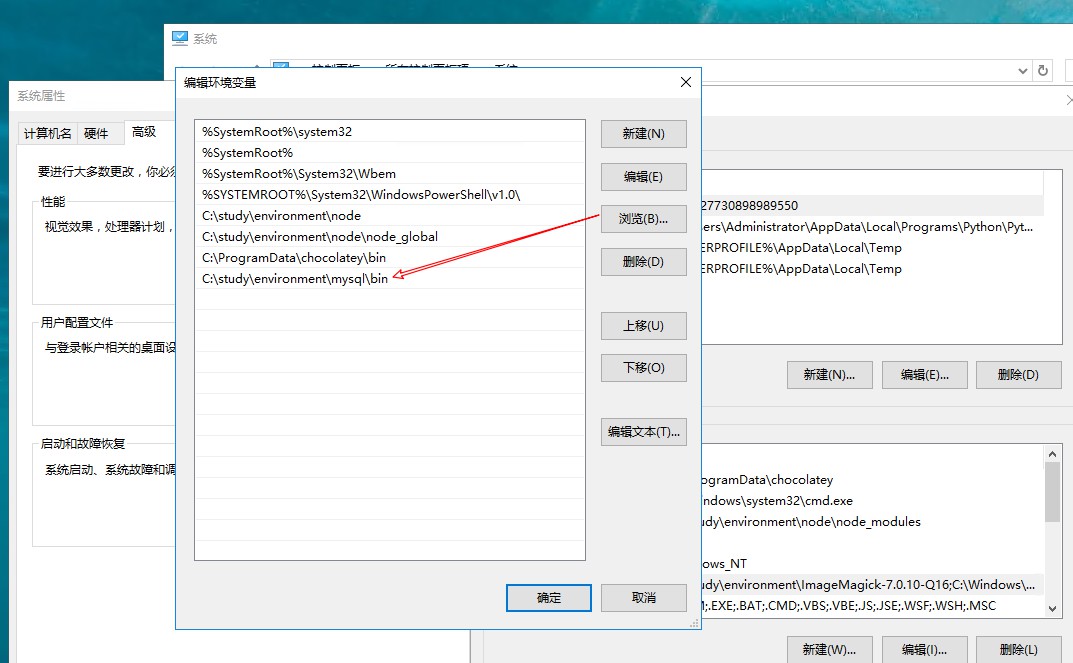 系统
系统属性
计算机名
硬件
高级
要进行大多数更改，你必须
性能
视觉效果，处理器计划，
用户配置文件
与登录帐户相关的桌面设
启动和故障恢复
系统启动、系统故障和调
编辑环境变量
%SystemRoot%\system32
%SystemRoot%
%SystemRoot%\System32\Wbem
%SYSTEMROOT%\System32\WindowsPowerShell\v1.0\
C:\study\environment\node
C:\study\environment\node\node_global
C:\ProgramData\chocolatey\bin
C:\study\environment\mysql\bin
新建(N)
编辑(E)
浏览(B)...
删除(D)
上移(U)
下移(O)
编辑文本(T)...
确定
取消
27730898989550
ers\Administrator\AppData\Local\Programs\Python\Pyt...
ERPROFILE%\AppData\Local\Temp
ERPROFILE%\AppData\Local\Temp
新建(N)...
编辑(E)...
删除(D)
ogramData\chocolatey
ndows\system32\cmd.exe
udy\environment\node\node_modules
ows_NT
udy\environment\ImageMagick-7.0.10-Q16;C:\Windows\...
;.EXE;.BAT;.CMD;.VBS;.VBE;.JS;.JSE;.WSF;.WSH;.MSC
新建(W)...
编辑(I)...
删除(L)